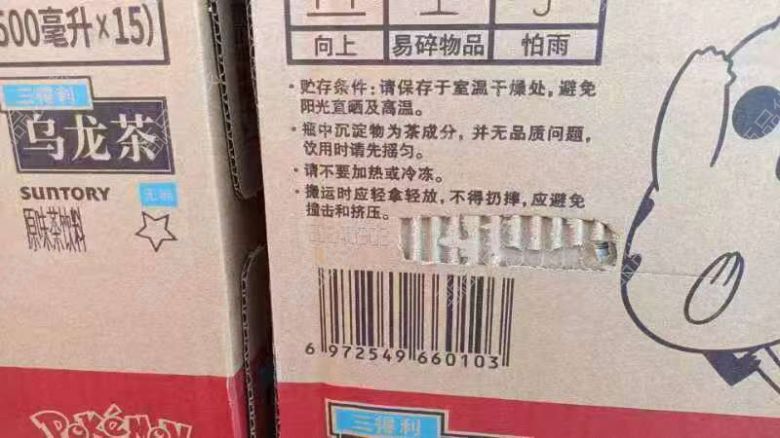 500毫升×15)
三得利
乌龙茶
SUNTORY 无糖
原味茶饮料
POKéMON
向上 易碎物品 怕雨
·贮存条件:请保存于室温干燥处,避免
阳光直晒及高温。
·瓶中沉淀物为茶成分,并无品质问题,
饮用时请先摇匀。
·请不要加热或冷冻。
·搬运时应轻拿轻放,不得扔摔,应避免
撞击和挤压。
6 972549 660103
三得利